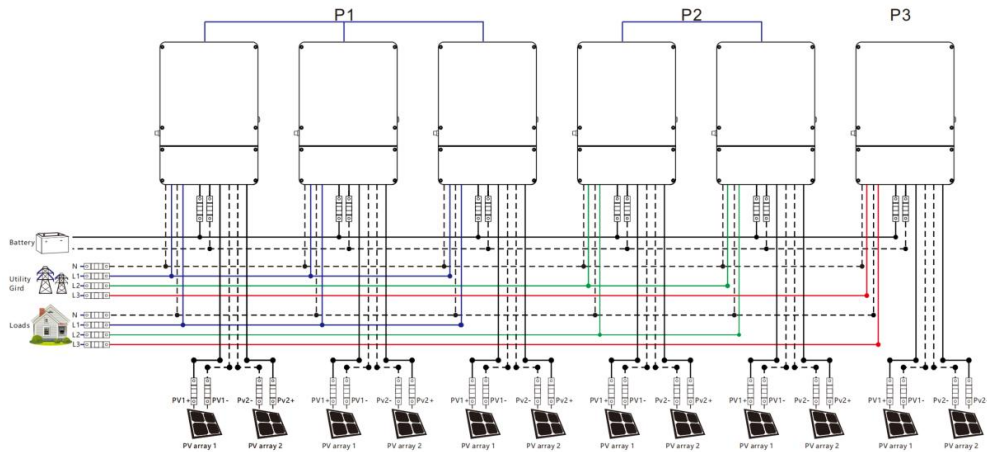 P1 P2 P3
Battery
N
L1
Utility
Gird
L2
L3
N
Loads
L1
L2
L3
PV1+ PV1- Pv2- Pv2+ PV1+ PV1- Pv2- Pv2+ PV1+ PV1- Pv2- Pv2+ PV1+ PV1- Pv2- Pv2+ PV1+ PV1- Pv2- Pv2+ PV1+ PV1- Pv2- Pv2
PV array 1 PV array 2 PV array 1 PV array 2 PV array 1 PV array 2 PV array 1 PV array 2 PV array 1 PV array 2 PV array 1 PV array 2